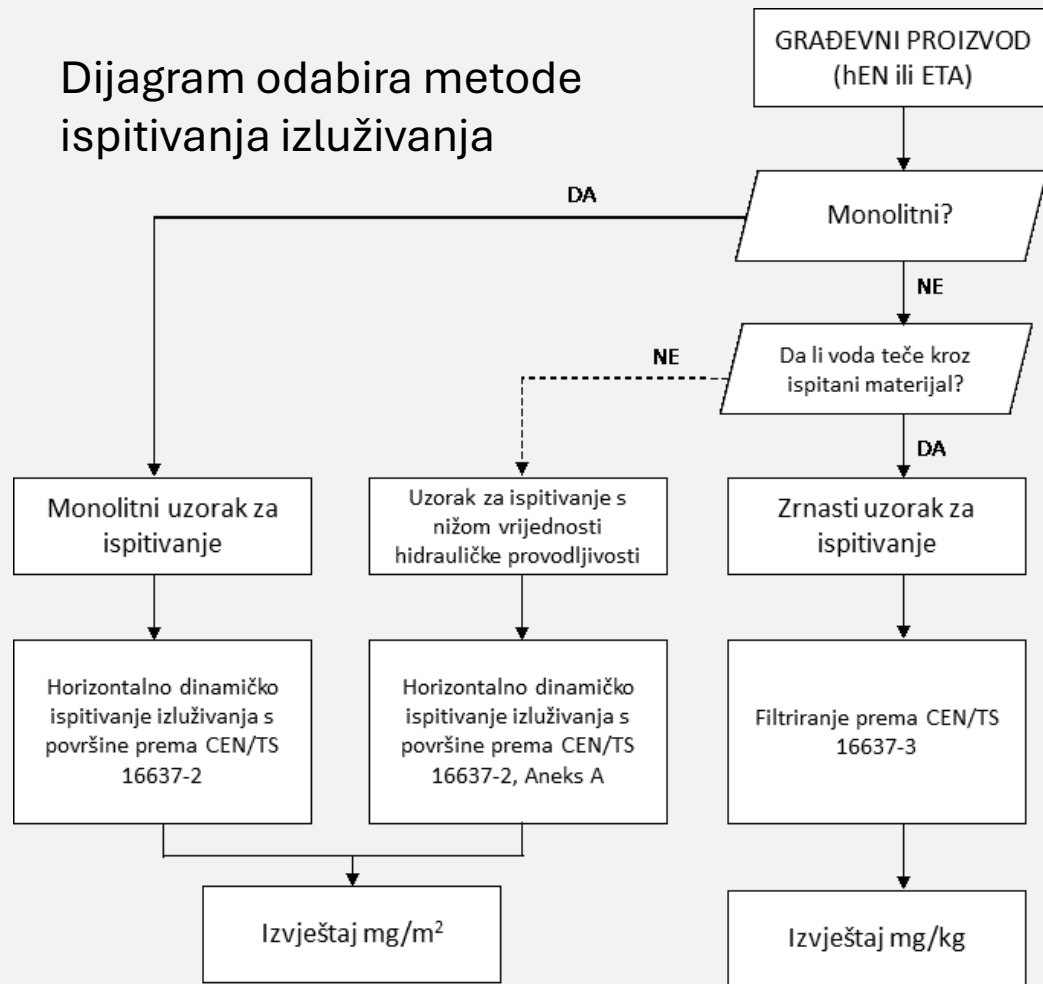 Dijagram odabira metode
ispitivanja izluživanja
GRAĐEVNI PROIZVOD
(hEN ili ETA)
DA
Monolitni?
NE
NE
Da li voda teče kroz
ispitani materijal?
DA
Monolitni uzorak za
ispitivanje
Uzorak za ispitivanje s
nižom vrijednosti
hidrauličke provodljivosti
Zrnasti uzorak za
ispitivanje
Horizontalno dinamičko
ispitivanje izluživanja s
površine prema CEN/TS
16637-2
Horizontalno dinamičko
ispitivanje izluživanja s
površine prema CEN/TS
16637-2, Aneks A
Filtriranje prema CEN/TS
16637-3
Izvještaj mg/m²
Izvještaj mg/kg